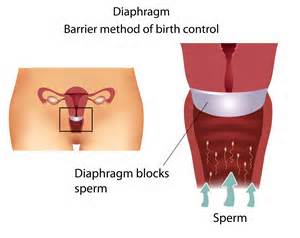 Diaphragm
Barrier method of birth control
Diaphragm blocks
sperm
Sperm